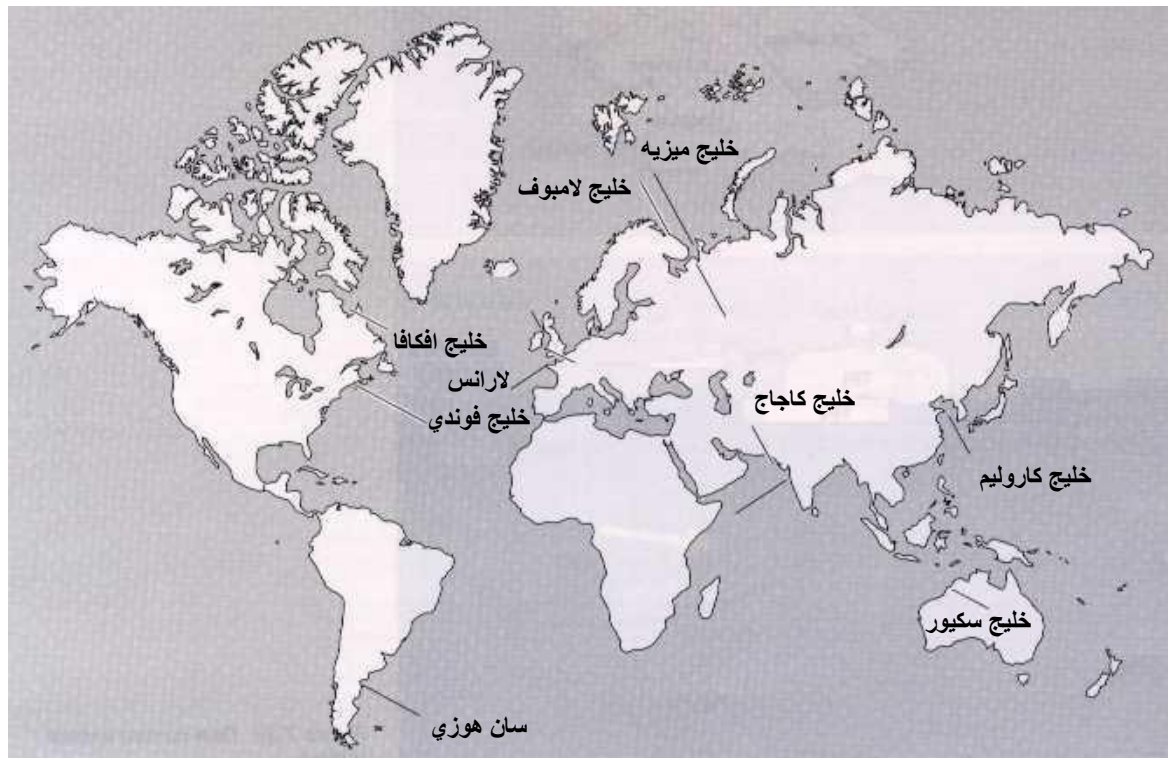 خليج ميزيه
خليج لامبوف
خليج افكافا
لارانس
خليج فوندي
خليج كاجاج
خليج كاروليم
خليج سكيور
سان هوزي